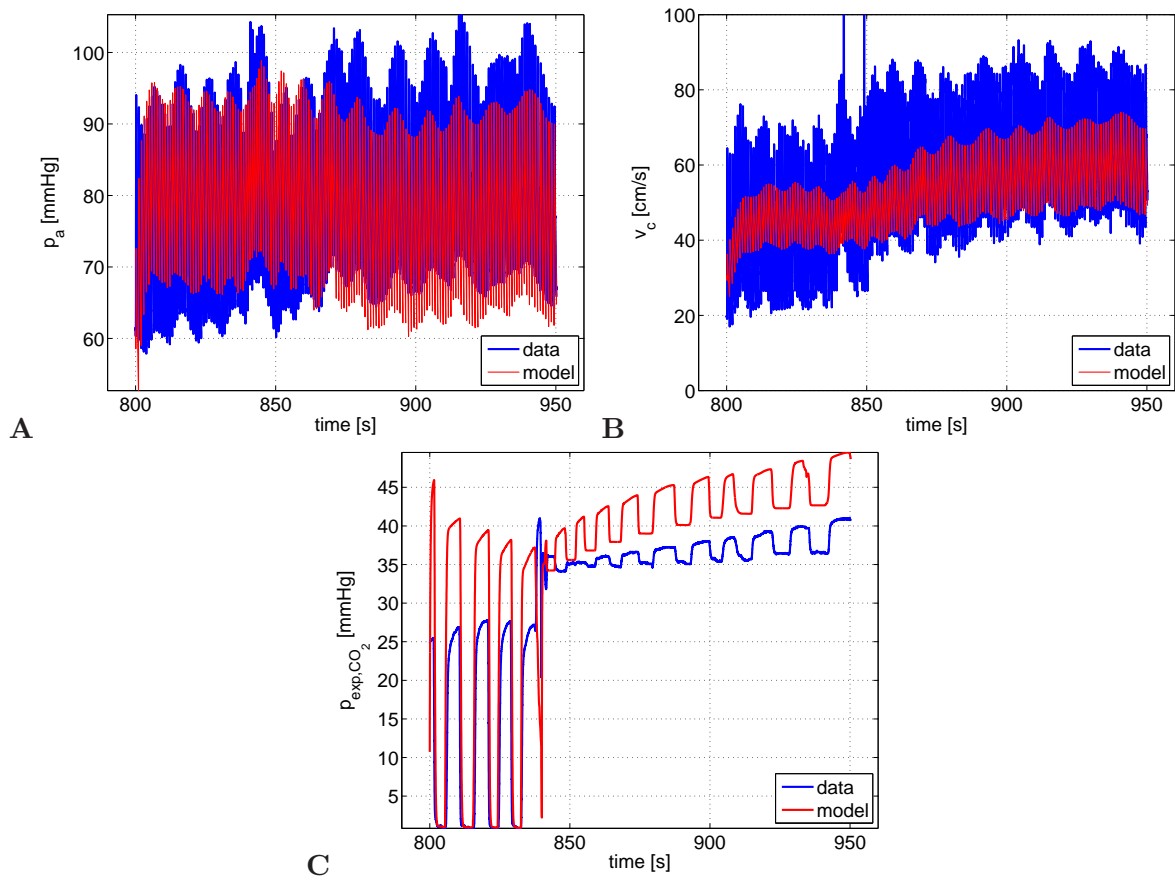 100
90
80
70
60
p_a [mmHg]
800
850
900
950
time [s]
data
model
A
100
80
60
40
20
0
v_c [cm/s]
800
850
900
950
time [s]
data
model
B
45
40
35
30
25
20
15
10
5
p_exp,CO_2 [mmHg]
800
850
900
950
time [s]
data
model
C